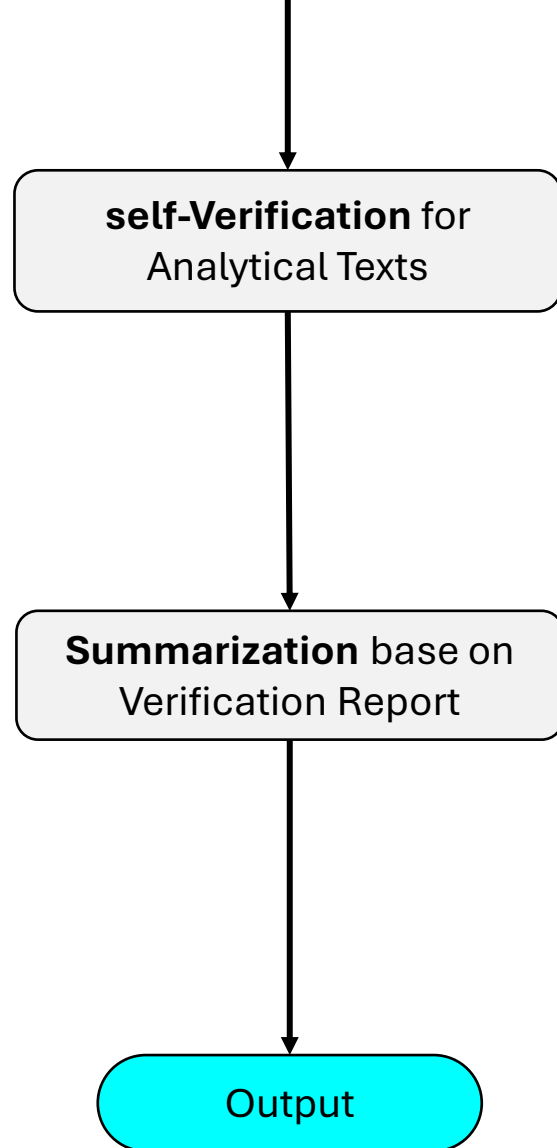 self-Verification for
Analytical Texts
Summarization base on
Verification Report
Output